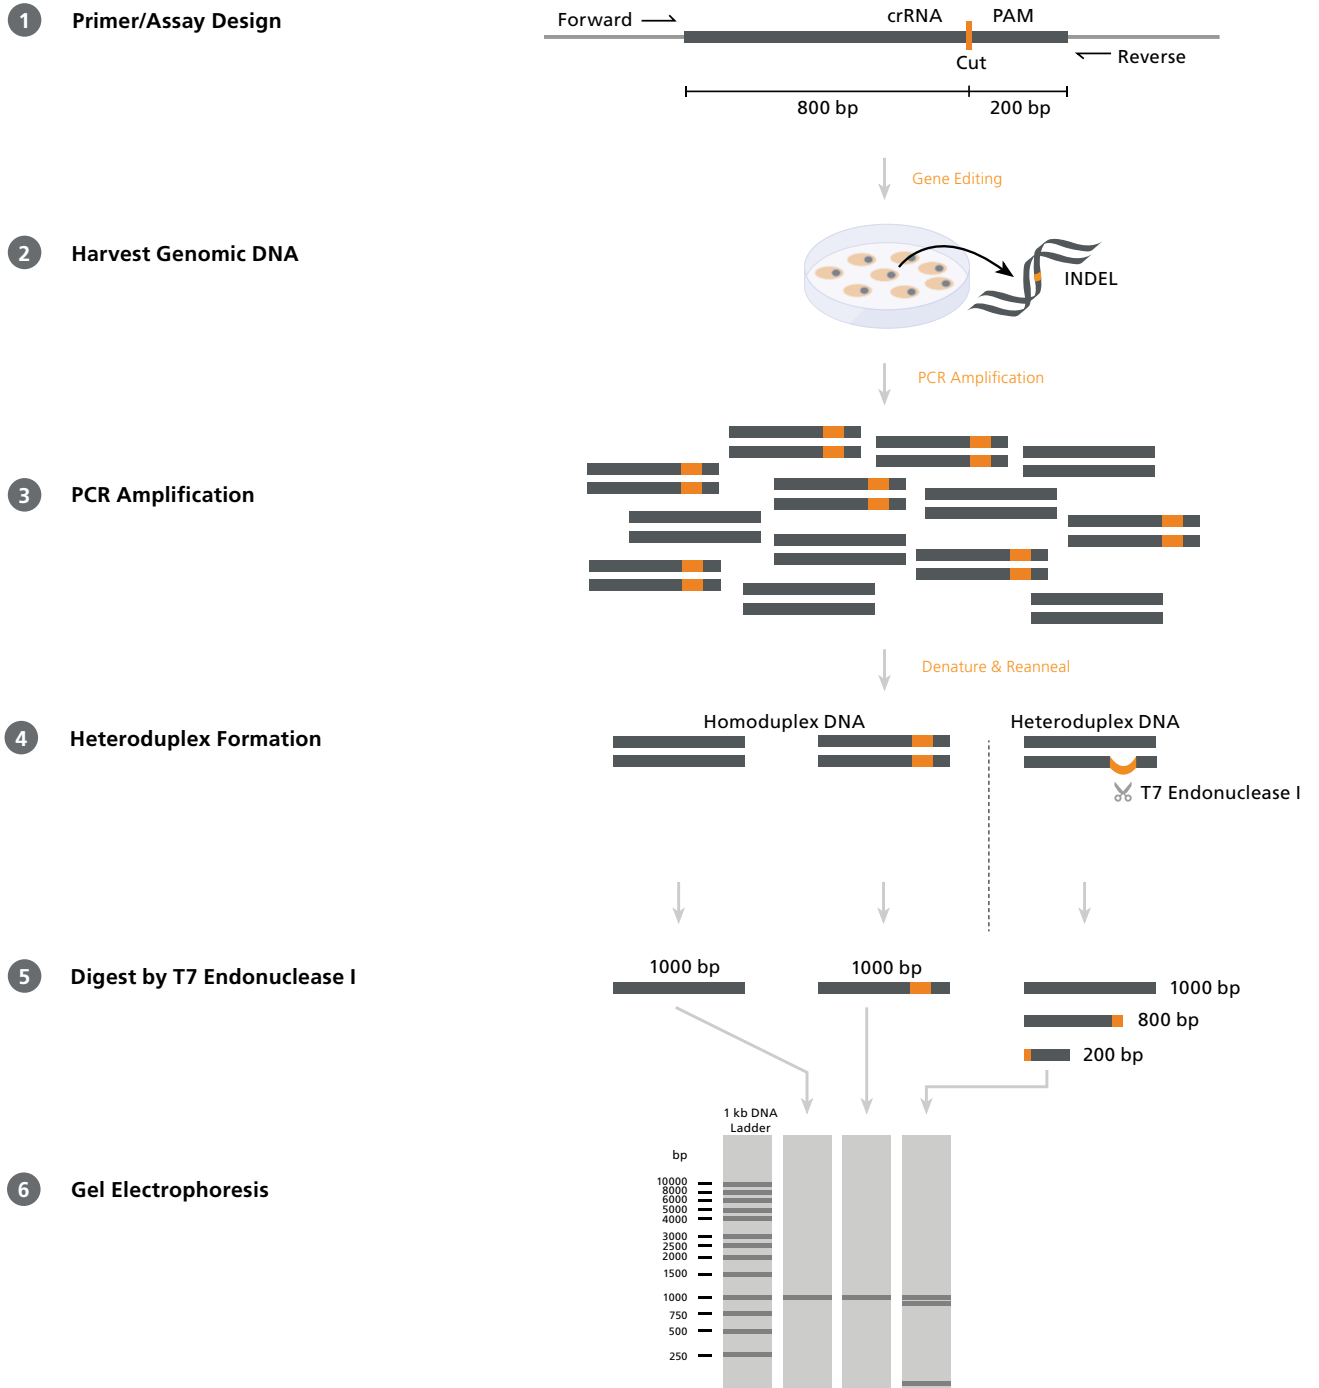 1 Primer/Assay Design
Forward
crRNA
PAM
Cut
Reverse
800 bp
200 bp
Gene Editing
2 Harvest Genomic DNA
INDEL
PCR Amplification
3 PCR Amplification
Denature & Reanneal
4 Heteroduplex Formation
Homoduplex DNA
Heteroduplex DNA
T7 Endonuclease I
5 Digest by T7 Endonuclease I
1000 bp
1000 bp
1000 bp
800 bp
200 bp
1 kb DNA
Ladder
6 Gel Electrophoresis
bp
10000
8000
6000
5000
4000
3000
2500
2000
1500
1000
750
500
250